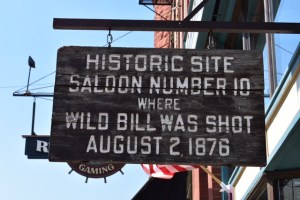 HISTORIC SITE
SALOON NUMBER 10
WHERE
WILD BILL WAS SHOT
AUGUST 2, 1876
R
GAMING